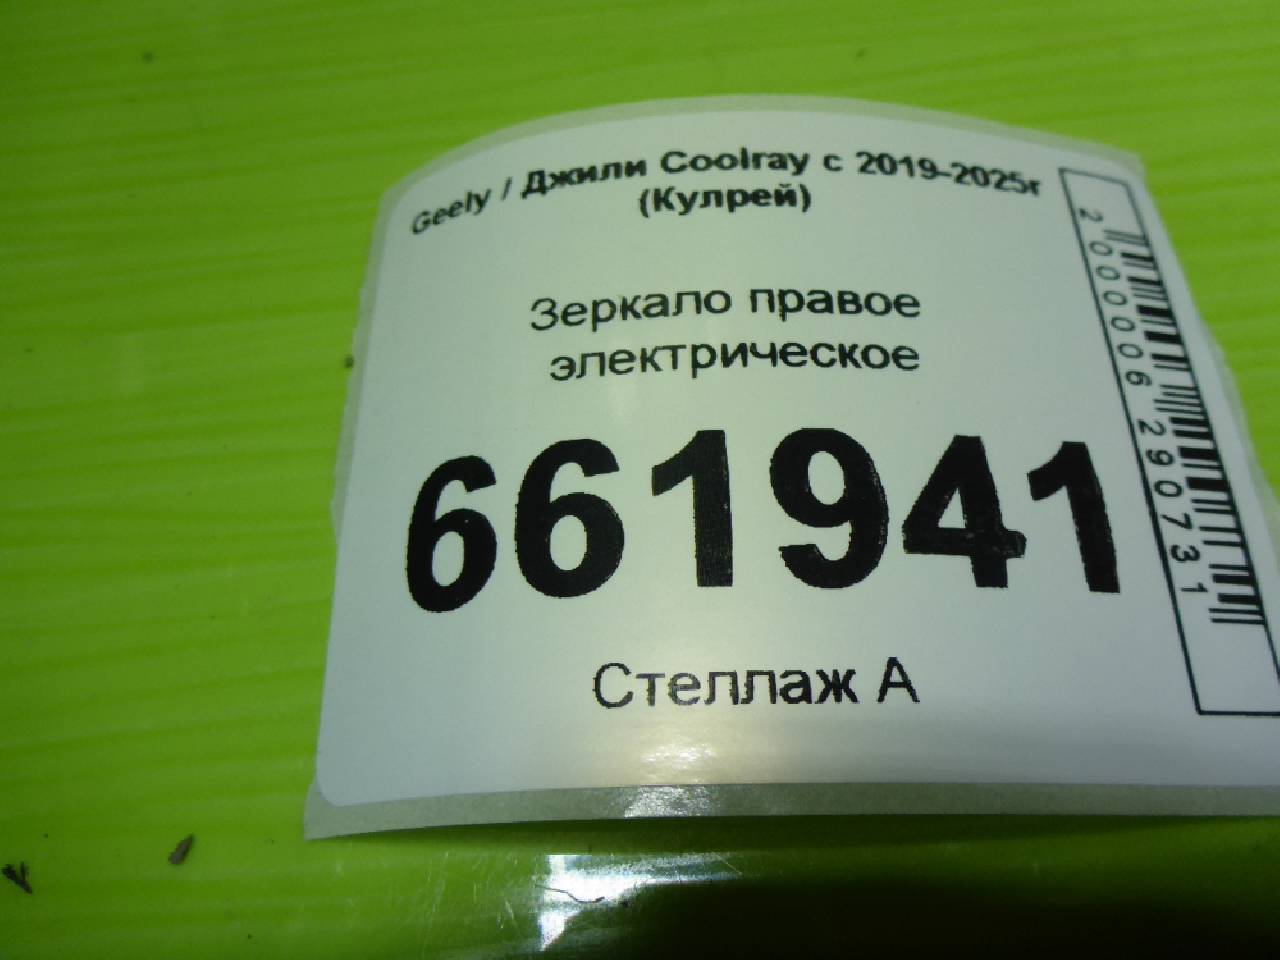 Geely / Джили Coolray с 2019-2025г
(Кулрей)
Зеркало правое
электрическое
661941
Стеллаж А
2000006290731